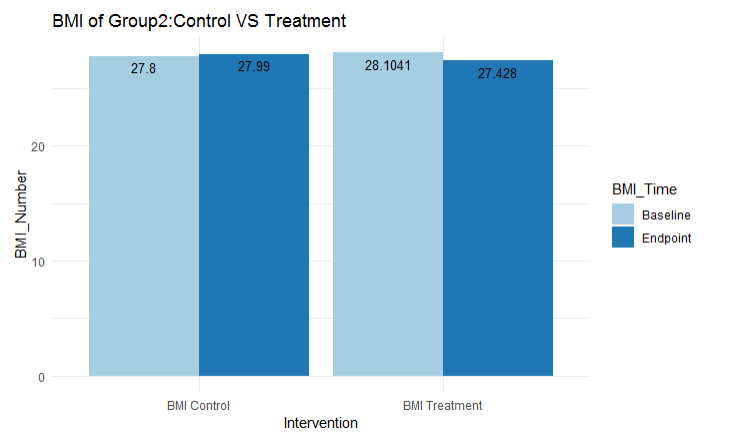 BMI of Group2:Control VS Treatment
27.8
27.99
28.1041
27.428
20
10
0
BMI_Number
BMI Control
BMI Treatment
Intervention
BMI_Time
Baseline
Endpoint